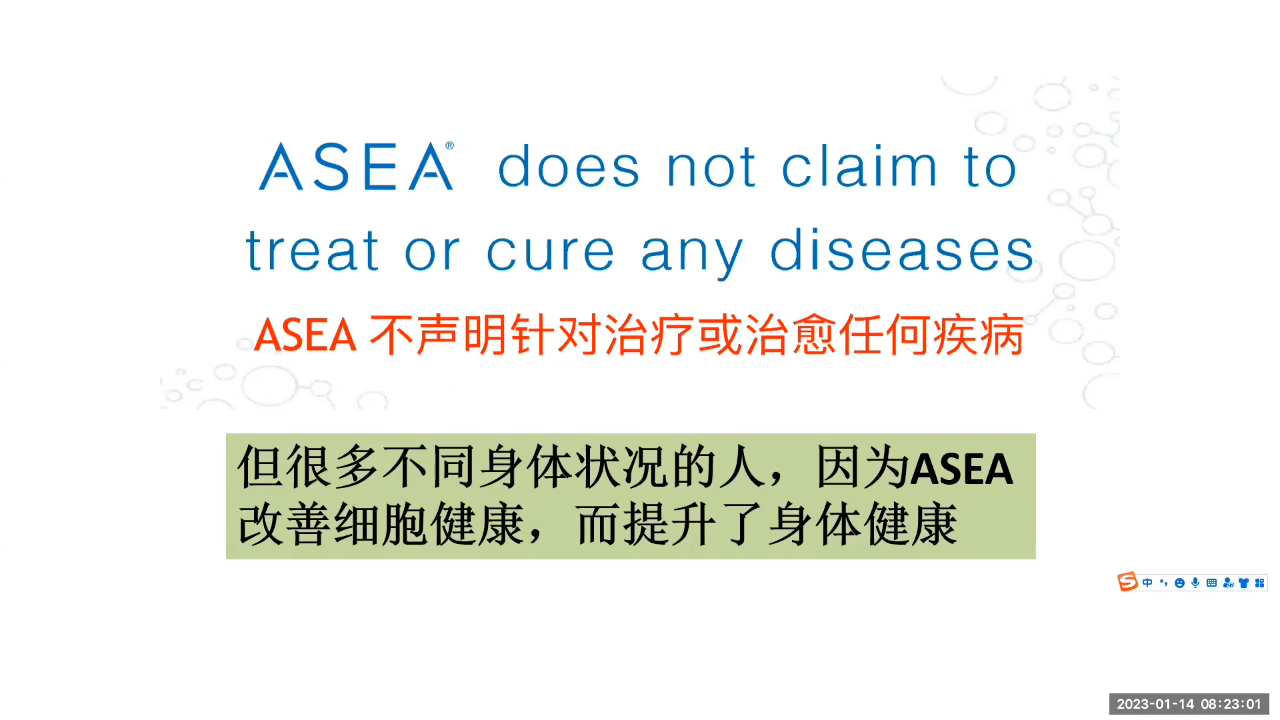 ASEA® does not claim to
treat or cure any diseases
ASEA 不声明针对治疗或治愈任何疾病
但很多不同身体状况的人，因为ASEA
改善细胞健康，而提升了身体健康
中
2023-01-14 08:23:01